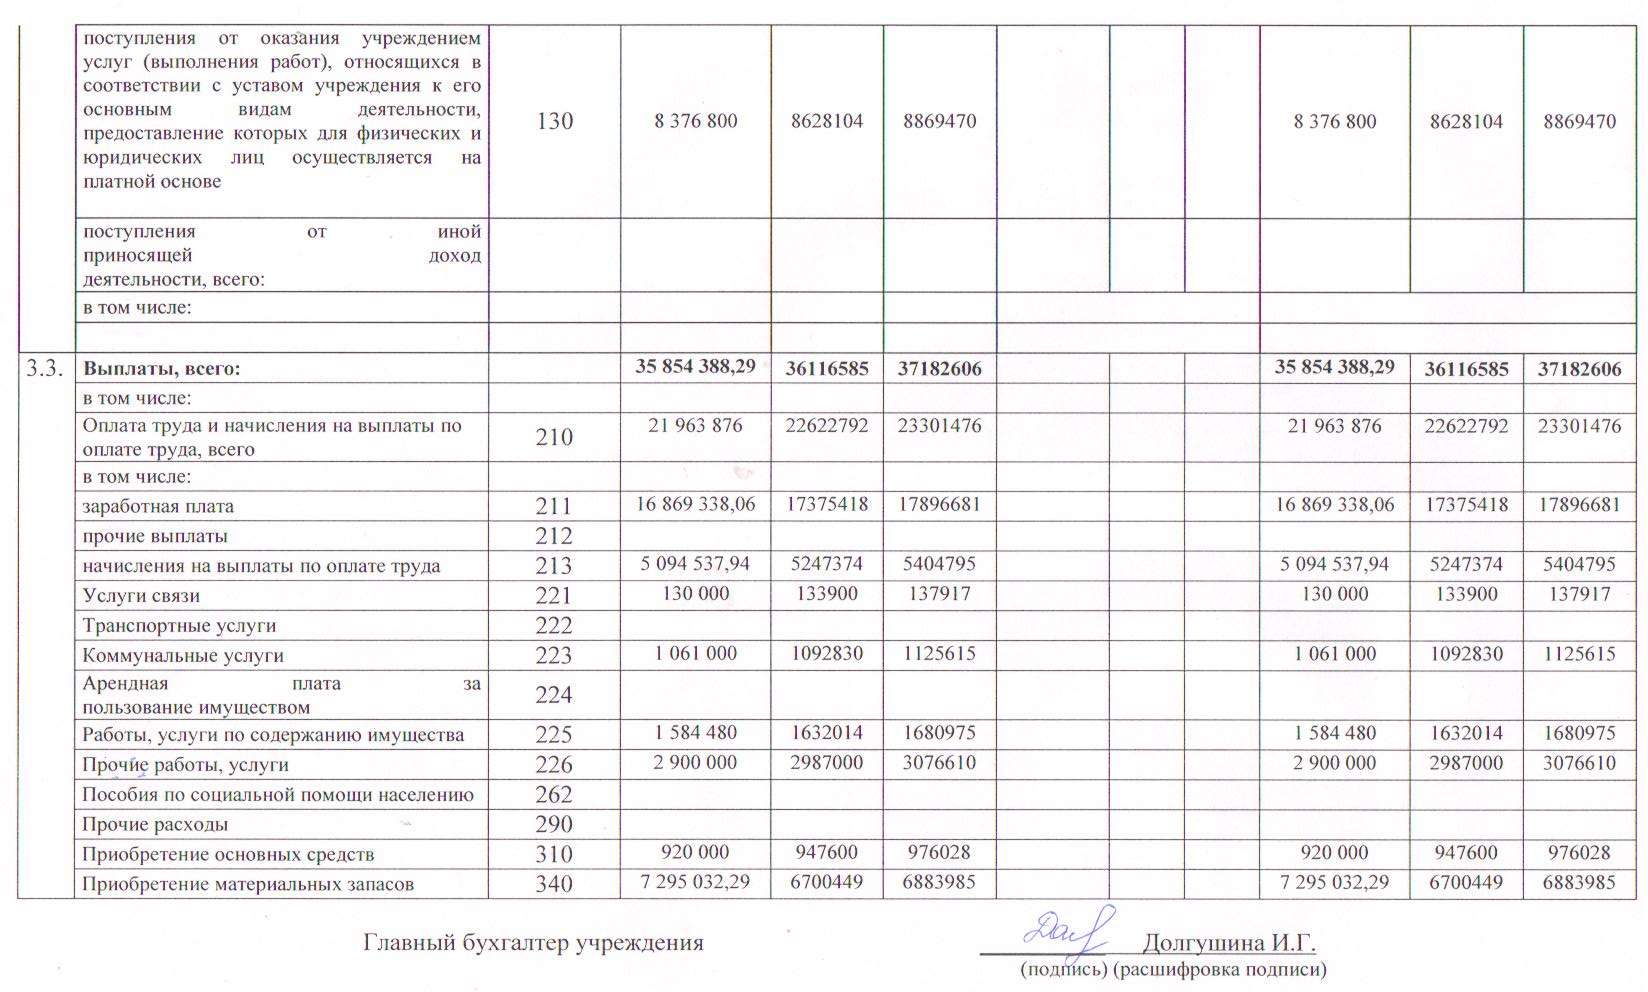 поступления от оказания учреждением
услуг (выполнения работ), относящихся в
соответствии с уставом учреждения к его
основным видам деятельности,
предоставление которых для физических и
юридических лиц осуществляется на
платной основе
130 8 376 800 8628104 8869470 8 376 800 8628104 8869470
поступления от иной
приносящей доход
деятельности, всего:
в том числе:
3.3. Выплаты, всего: 35 854 388,29 36116585 37182606 35 854 388,29 36116585 37182606
в том числе:
Оплата труда и начисления на выплаты по
оплате труда, всего
210 21 963 876 22622792 23301476 21 963 876 22622792 23301476
в том числе:
заработная плата 211 16 869 338,06 17375418 17896681 16 869 338,06 17375418 17896681
прочие выплаты 212
начисления на выплаты по оплате труда 213 5 094 537,94 5247374 5404795 5 094 537,94 5247374 5404795
Услуги связи 221 130 000 133900 137917 130 000 133900 137917
Транспортные услуги 222
Коммунальные услуги 223 1 061 000 1092830 1125615 1 061 000 1092830 1125615
Арендная плата за
пользование имуществом
224
Работы, услуги по содержанию имущества 225 1 584 480 1632014 1680975 1 584 480 1632014 1680975
Прочие работы, услуги 226 2 900 000 2987000 3076610 2 900 000 2987000 3076610
Пособия по социальной помощи населению 262
Прочие расходы 290
Приобретение основных средств 310 920 000 947600 976028 920 000 947600 976028
Приобретение материальных запасов 340 7 295 032,29 6700449 6883985 7 295 032,29 6700449 6883985
Главный бухгалтер учреждения Долгушина И.Г.
(подпись) (расшифровка подписи)